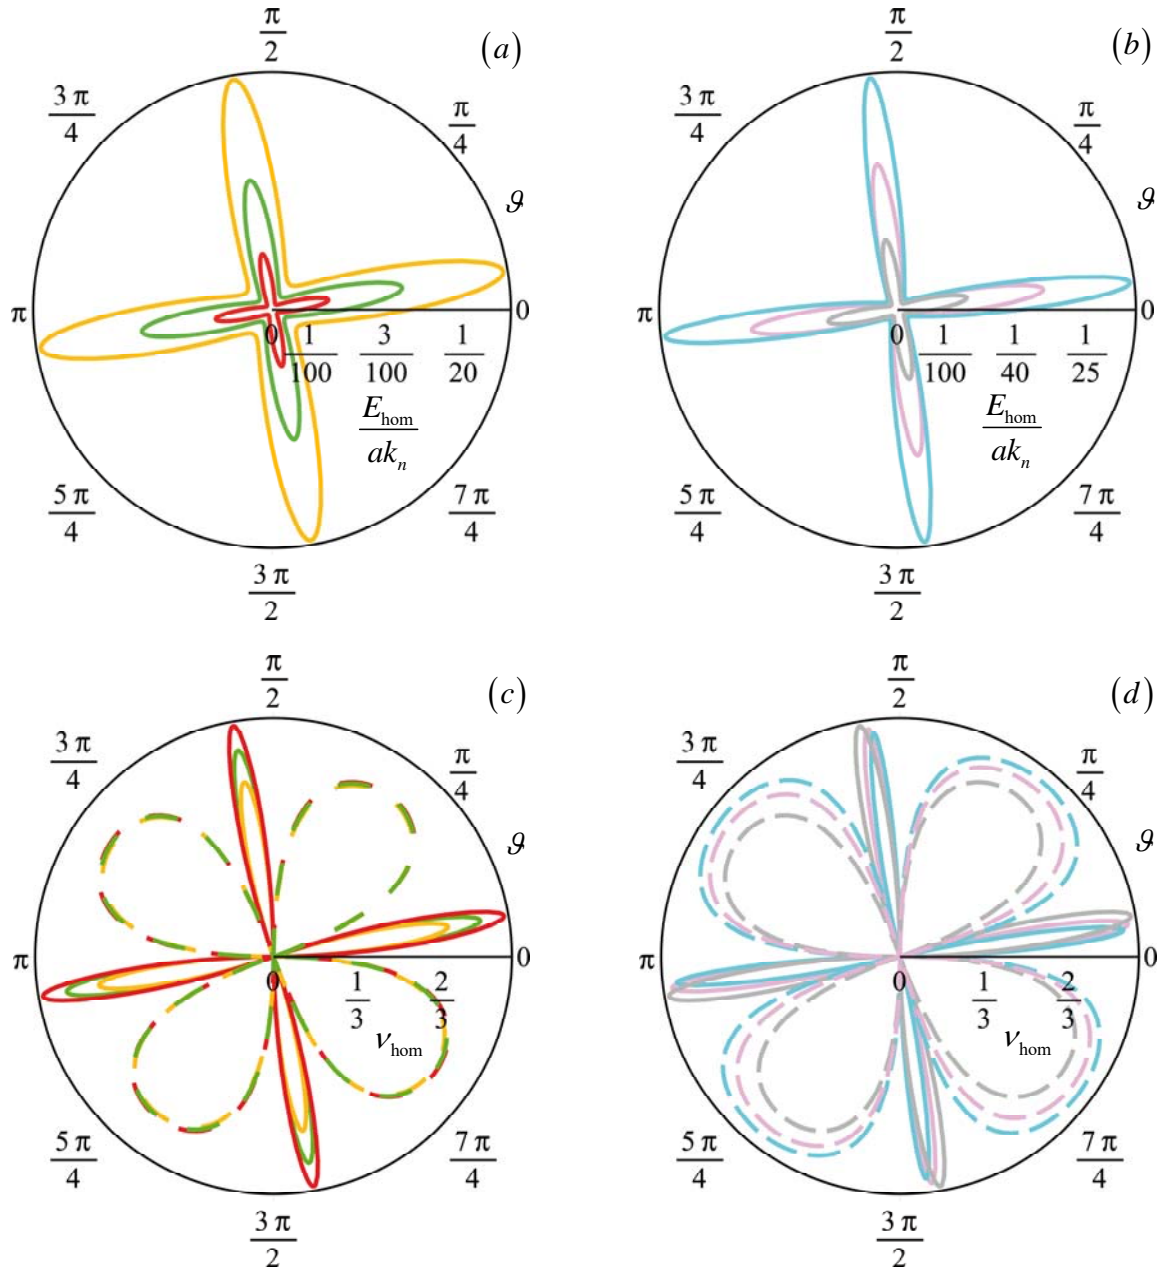 π/2 (a)
3π/4 π/4
ϑ
π 0
0 1/100 3/100 1/20
E_hom/ak_n
5π/4 7π/4
3π/2
π/2 (b)
3π/4 π/4
ϑ
π 0
0 1/100 1/40 1/25
E_hom/ak_n
5π/4 7π/4
3π/2
π/2 (c)
3π/4 π/4
ϑ
π 0
0 1/3 2/3
ν_hom
5π/4 7π/4
3π/2
π/2 (d)
3π/4 π/4
ϑ
π 0
0 1/3 2/3
ν_hom
5π/4 7π/4
3π/2